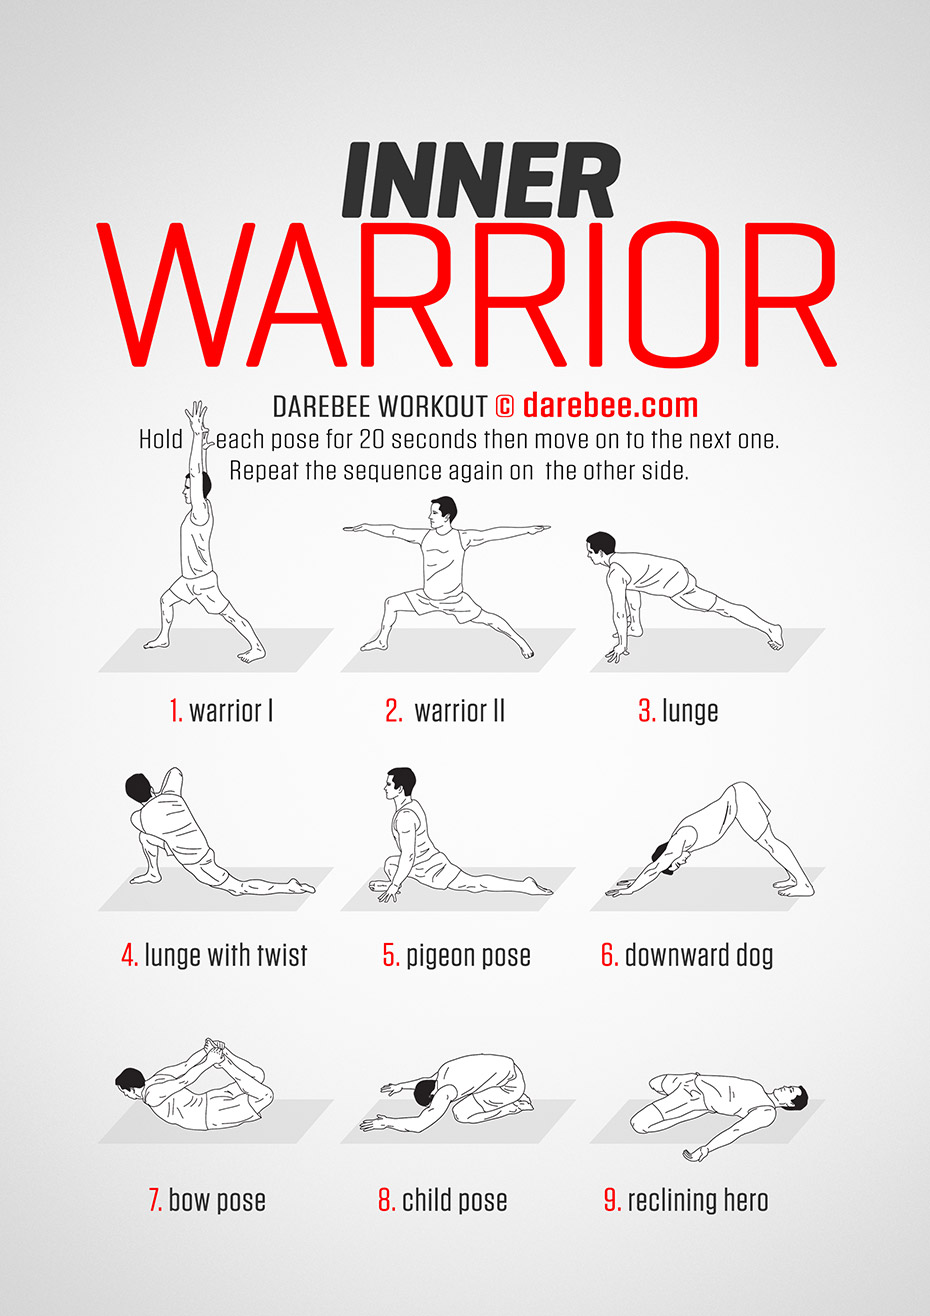 INNER
WARRIOR
DAREBEE WORKOUT © darebee.com
Hold each pose for 20 seconds then move on to the next one.
Repeat the sequence again on the other side.
1. warrior I
2. warrior II
3. lunge
4. lunge with twist
5. pigeon pose
6. downward dog
7. bow pose
8. child pose
9. reclining hero